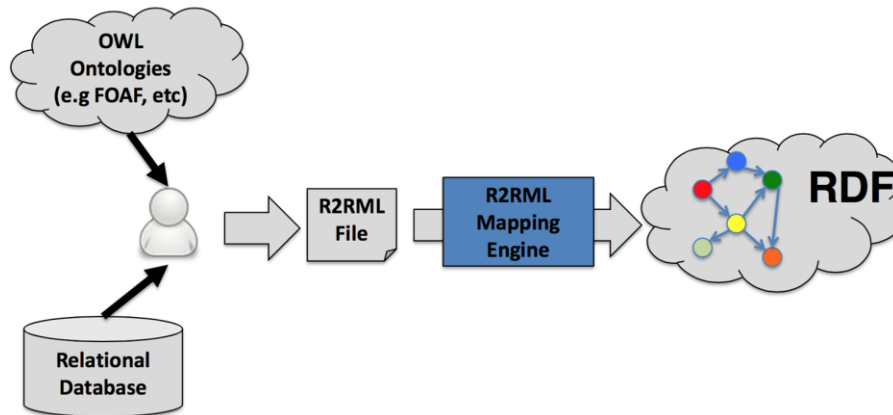 OWL
Ontologies
(e.g FOAF, etc)
R2RML
File
R2RML
Mapping
Engine
RDF
Relational
Database